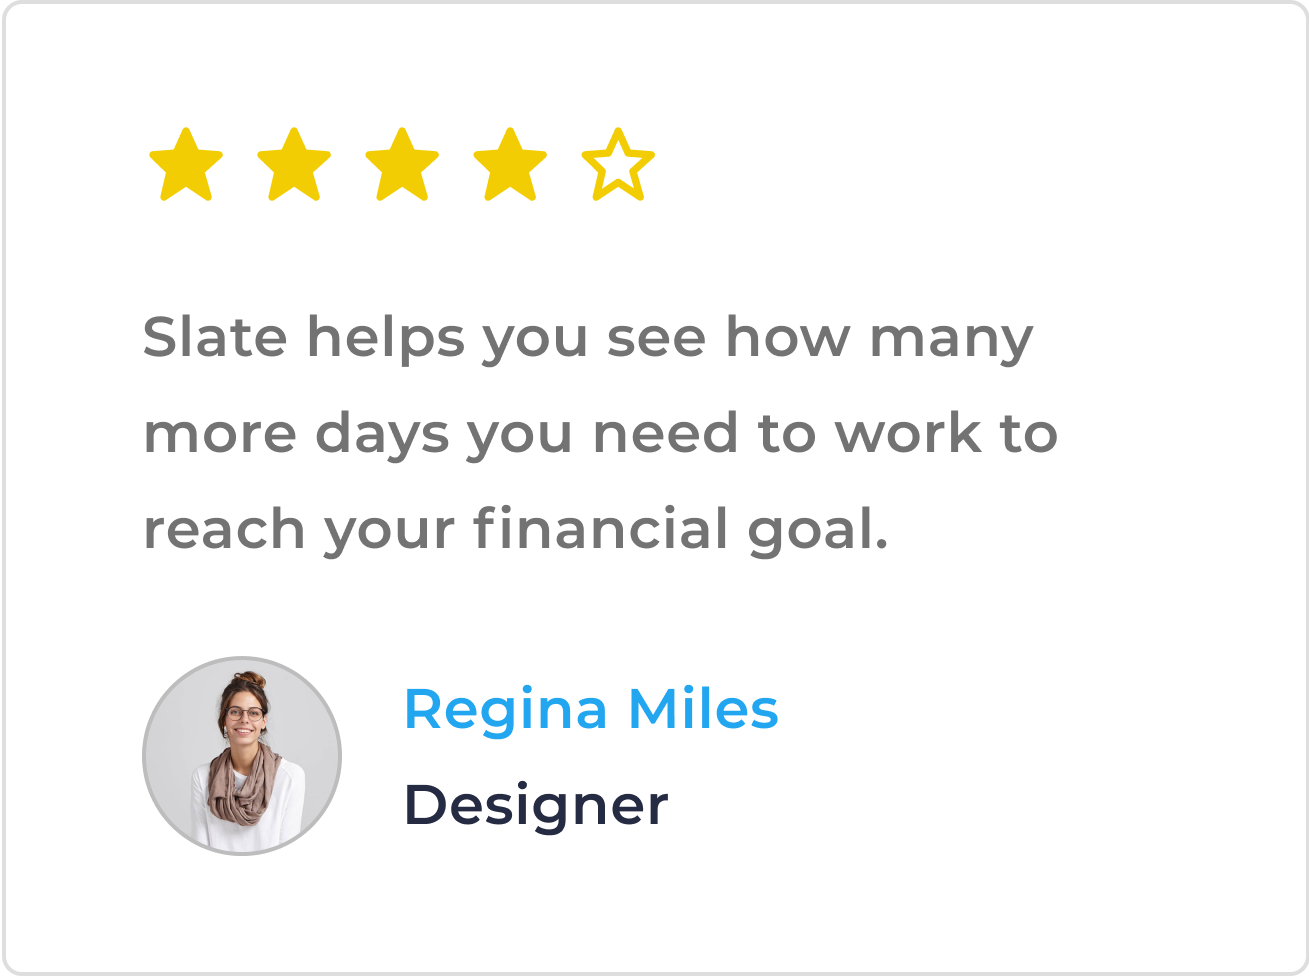 Slate helps you see how many
more days you need to work to
reach your financial goal.
Regina Miles
Designer